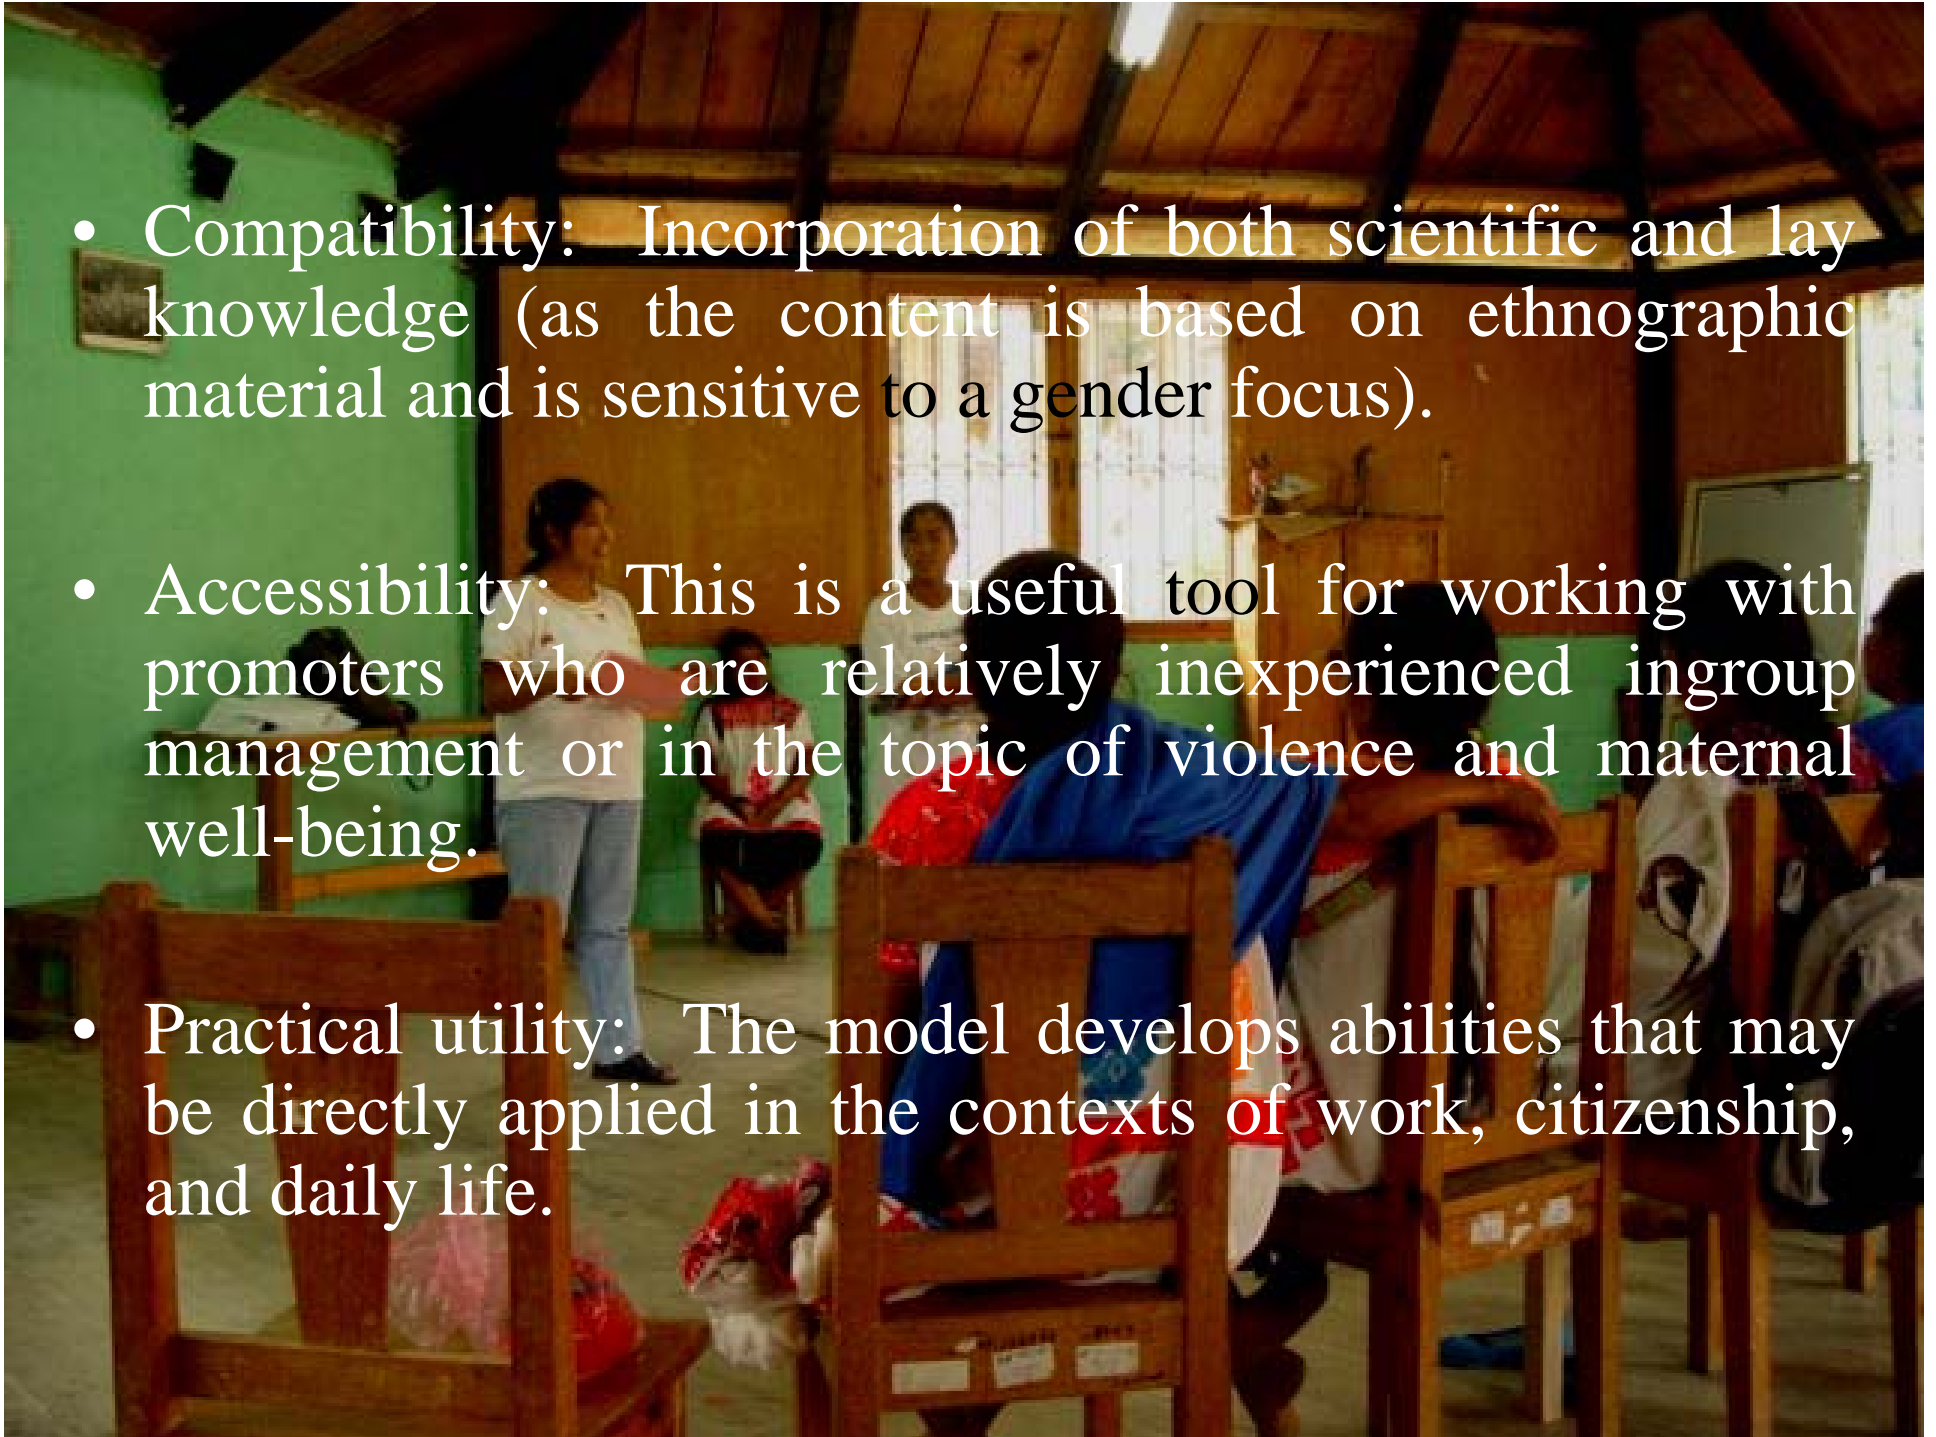 • Compatibility: Incorporation of both scientific and lay
knowledge (as the content is based on ethnographic
material and is sensitive to a gender focus).
• Accessibility: This is a useful tool for working with
promoters who are relatively inexperienced ingroup
management or in the topic of violence and maternal
well-being.
• Practical utility: The model develops abilities that may
be directly applied in the contexts of work, citizenship,
and daily life.